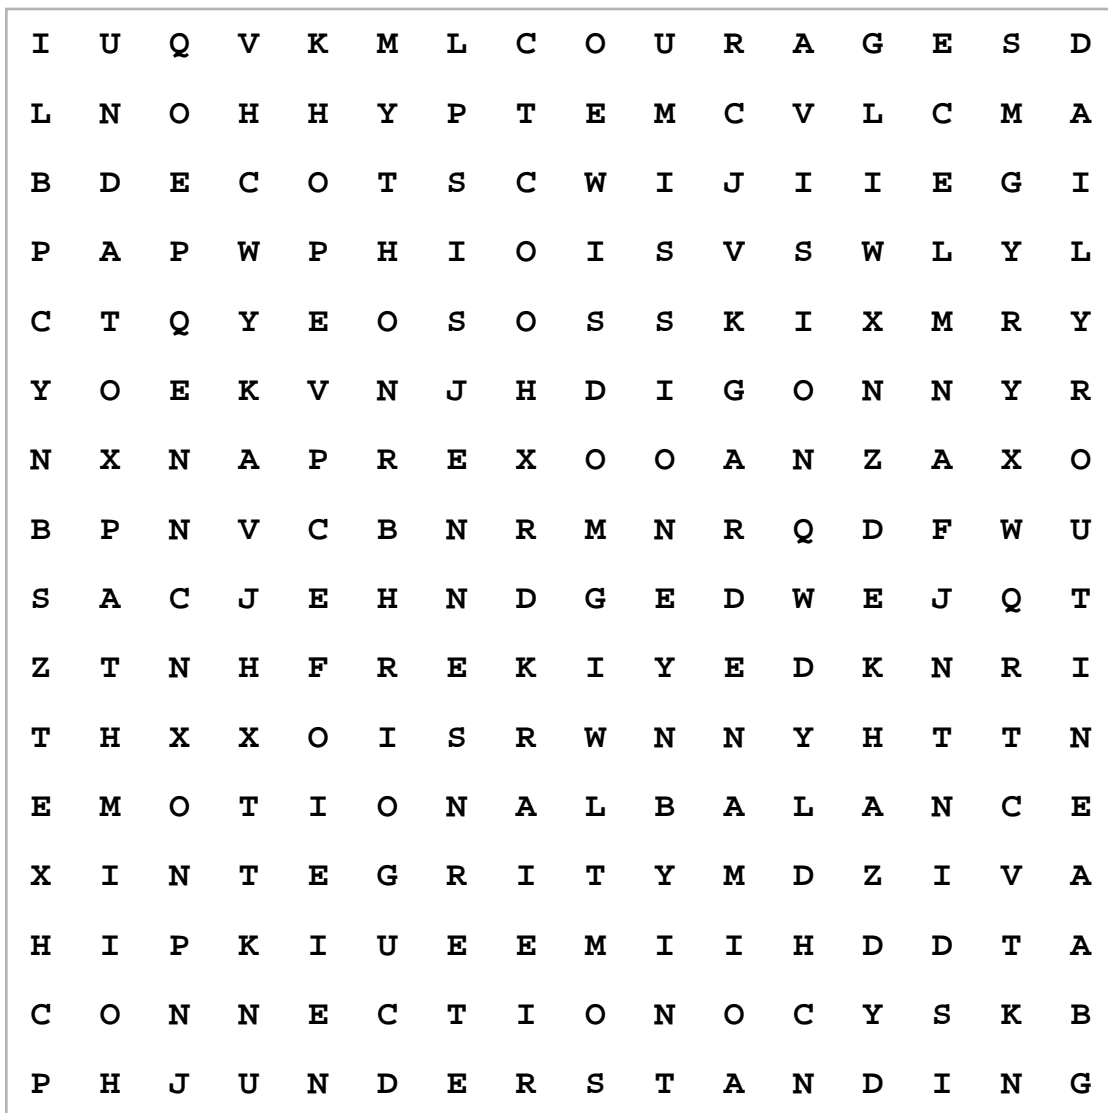 I U Q V K M L C O U R A G E S D
L N O H H Y P T E M C V L C M A
B D E C O T S C W I J I I E G I
P A P W P H I O I S V S W L Y L
C T Q Y E O S O S S K I X M R Y
Y O E K V N J H D I G O N N Y R
N X N A P R E X O O A N Z A X O
B P N V C B N R M N R Q D F W U
S A C J E H N D G E D W E J Q T
Z T N H F R E K I Y E D K N R I
T H X X O I S R W N N Y H T T N
E M O T I O N A L B A L A N C E
X I N T E G R I T Y M D Z I V A
H I P K I U E E M I I H D D T A
C O N N E C T I O N O C Y S K B
P H J U N D E R S T A N D I N G